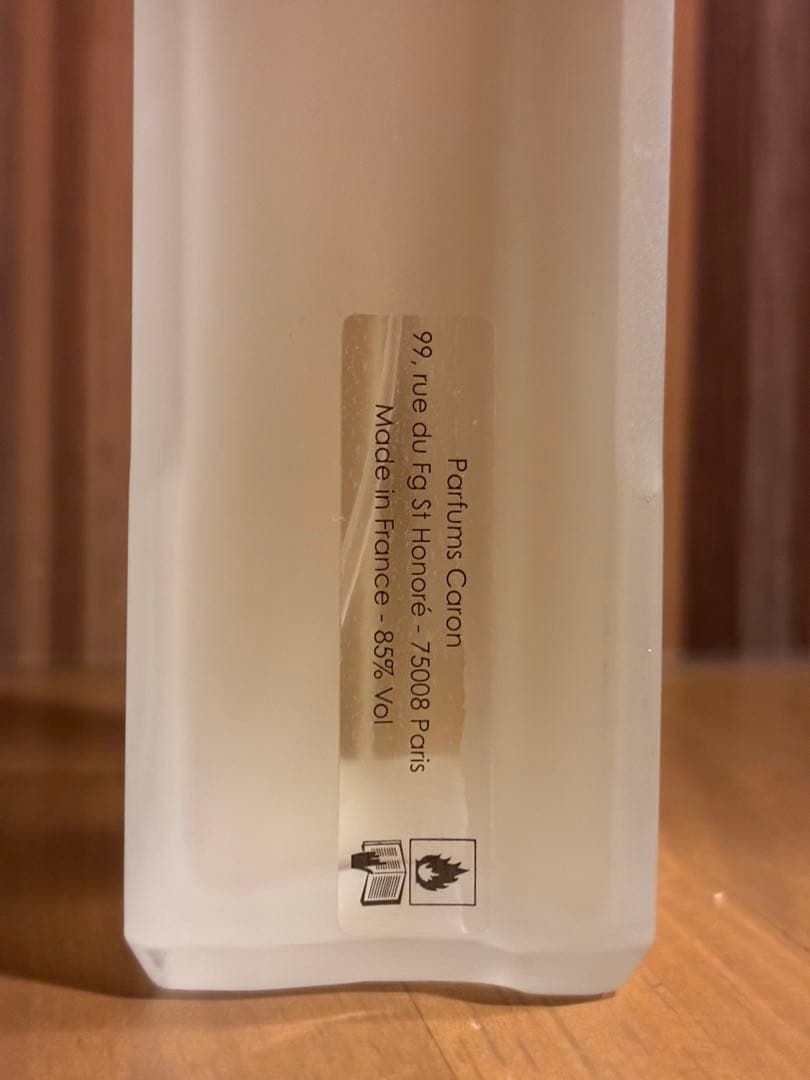 Parfums Caron
99, rue du Fg St Honoré - 75008 Paris
Made in France - 85% Vol